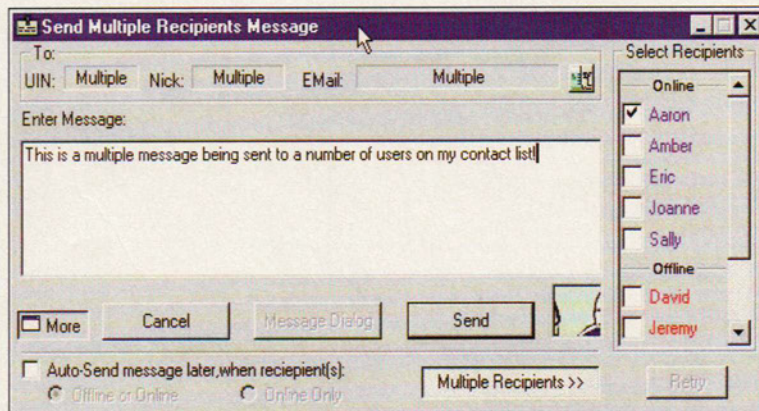 Send Multiple Recipients Message
To:
UIN: Multiple Nick: Multiple EMail: Multiple
Enter Message:
This is a multiple message being sent to a number of users on my contact list!
More Cancel Message Dialog Send
Auto-Send message later,when reciepient(s):
Offline or Online Online Only
Multiple Recipients >>
Select Recipients
Online
Aaron
Amber
Eric
Joanne
Sally
Offline
David
Jeremy
Retry